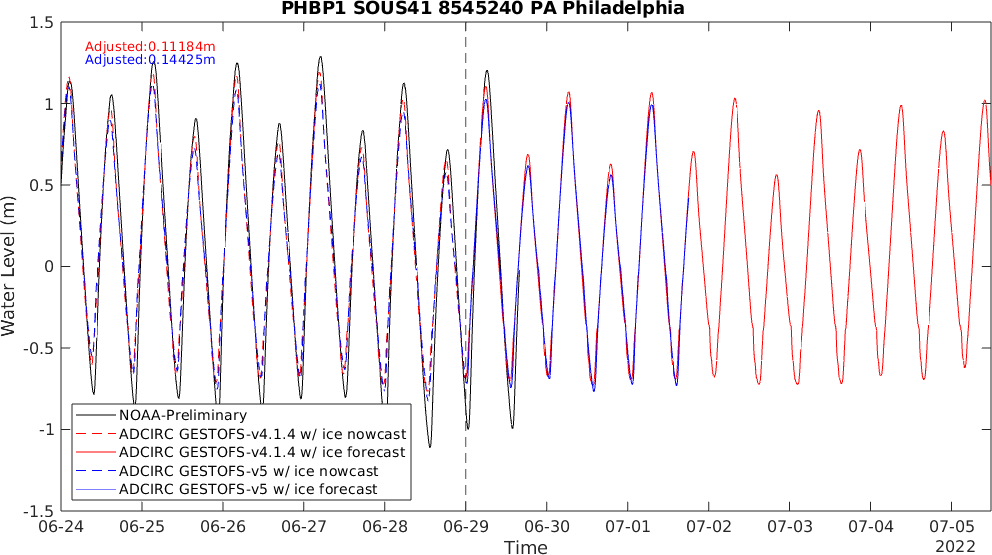 PHBP1 SOUS41 8545240 PA Philadelphia
1.5
Adjusted:0.11184m
Adjusted:0.14425m
1
0.5
0
-0.5
-1
-1.5
Water Level (m)
NOAA-Preliminary
ADCIRC GESTOFS-v4.1.4 w/ ice nowcast
ADCIRC GESTOFS-v4.1.4 w/ ice forecast
ADCIRC GESTOFS-v5 w/ ice nowcast
ADCIRC GESTOFS-v5 w/ ice forecast
06-24 06-25 06-26 06-27 06-28 06-29 06-30 07-01 07-02 07-03 07-04 07-05
Time
2022